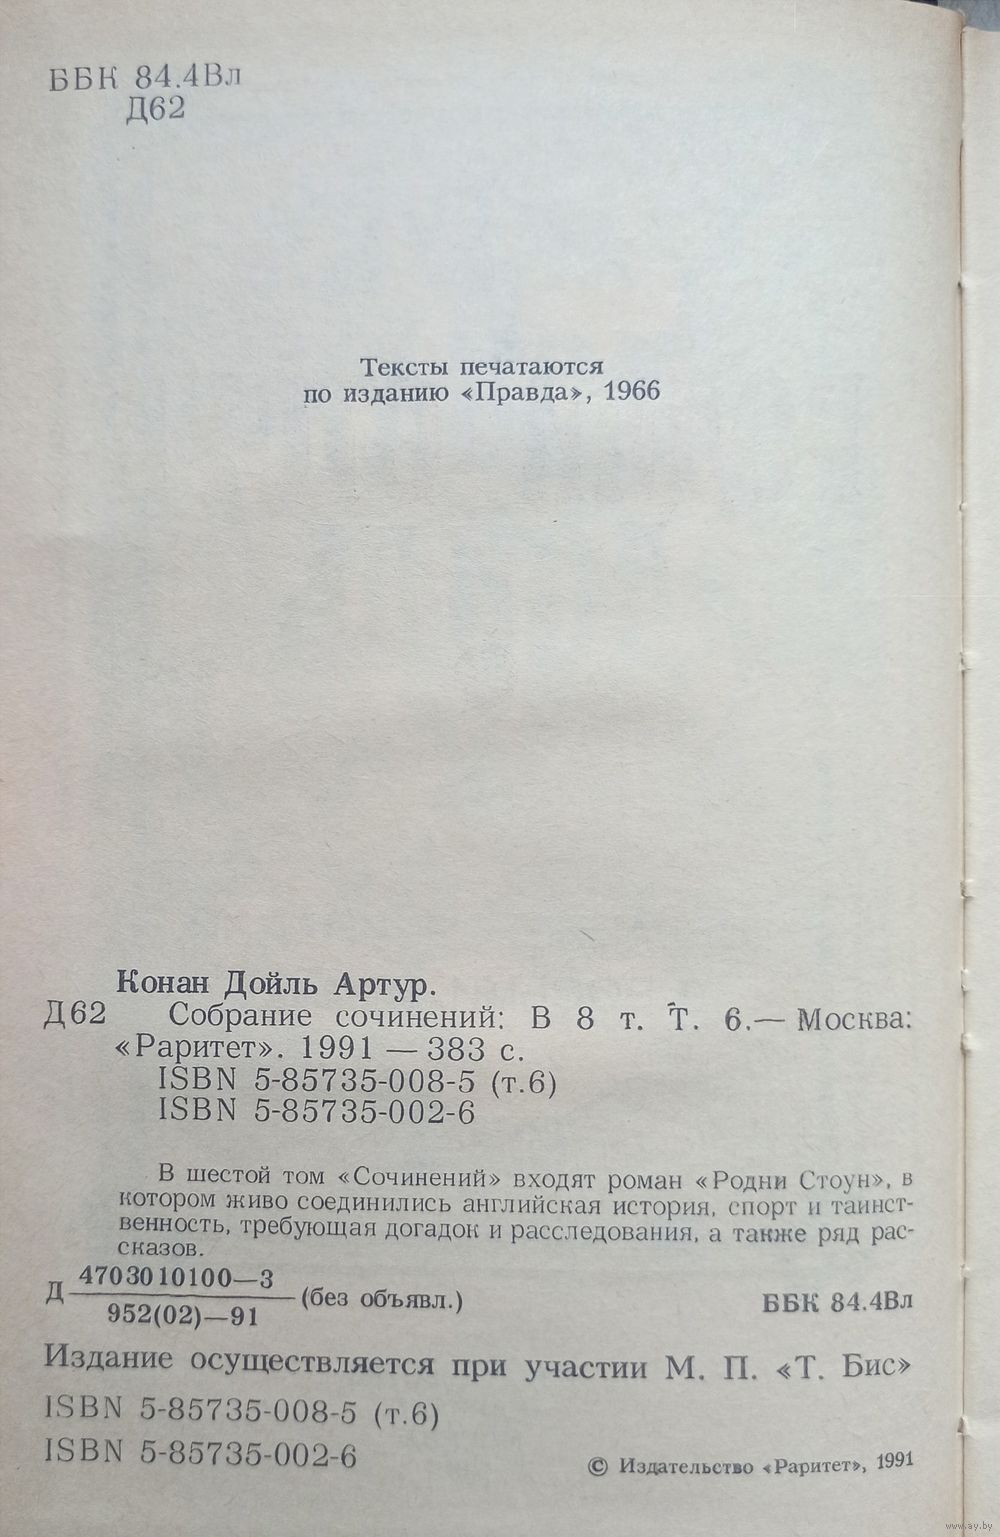 ББК 84.4Вл
Д62
Тексты печатаются
по изданию «Правда», 1966
Конан Дойль Артур.
Д62 Собрание сочинений: В 8 т. Т. 6.— Москва:
«Раритет». 1991 — 383 с.
ISBN 5-85735-008-5 (т.6)
ISBN 5-85735-002-6
В шестой том «Сочинений» входят роман «Родни Стоун», в
котором живо соединились английская история, спорт и таинст-
венность, требующая догадок и расследования, а также ряд рас-
сказов.
Д 4703010100—3
952(02)—91 (без объявл.) ББК 84.4Вл
Издание осуществляется при участии М. П. «Т. Бис»
ISBN 5-85735-008-5 (т.6)
ISBN 5-85735-002-6
© Издательство «Раритет», 1991
www.ay.by